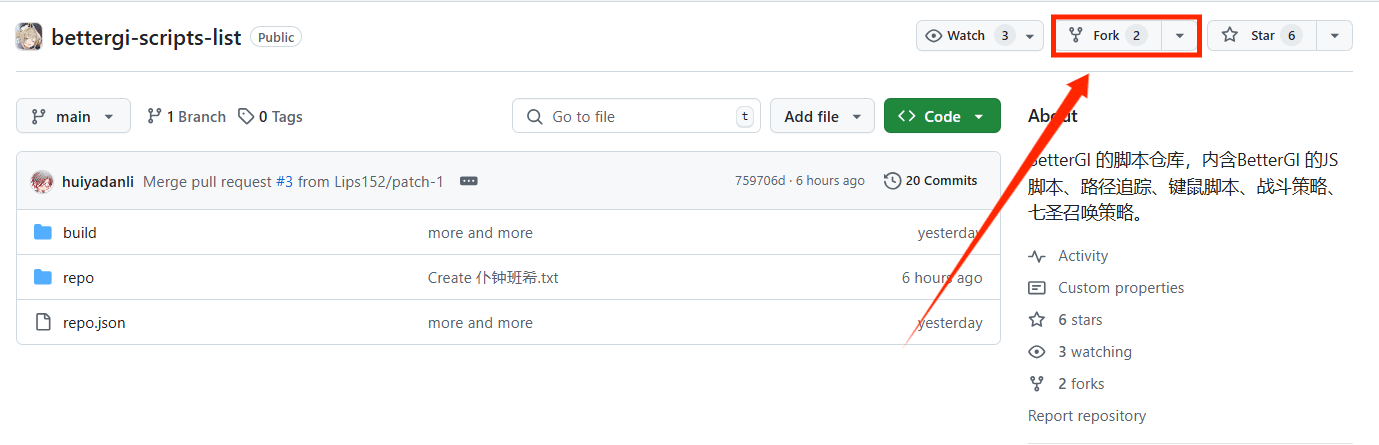 bettergi-scripts-list Public
Watch 3 Fork 2 Star 6
main 1 Branch 0 Tags Go to file t Add file Code
huiyadanli Merge pull request #3 from Lips152/patch-1 759706d · 6 hours ago 20 Commits
build more and more yesterday
repo Create 仆钟班希.txt 6 hours ago
repo.json more and more yesterday
About
BetterGI 的脚本仓库，内含BetterGI 的JS
脚本、路径追踪、键鼠脚本、战斗策略、
七圣召唤策略。
Activity
Custom properties
6 stars
3 watching
2 forks
Report repository